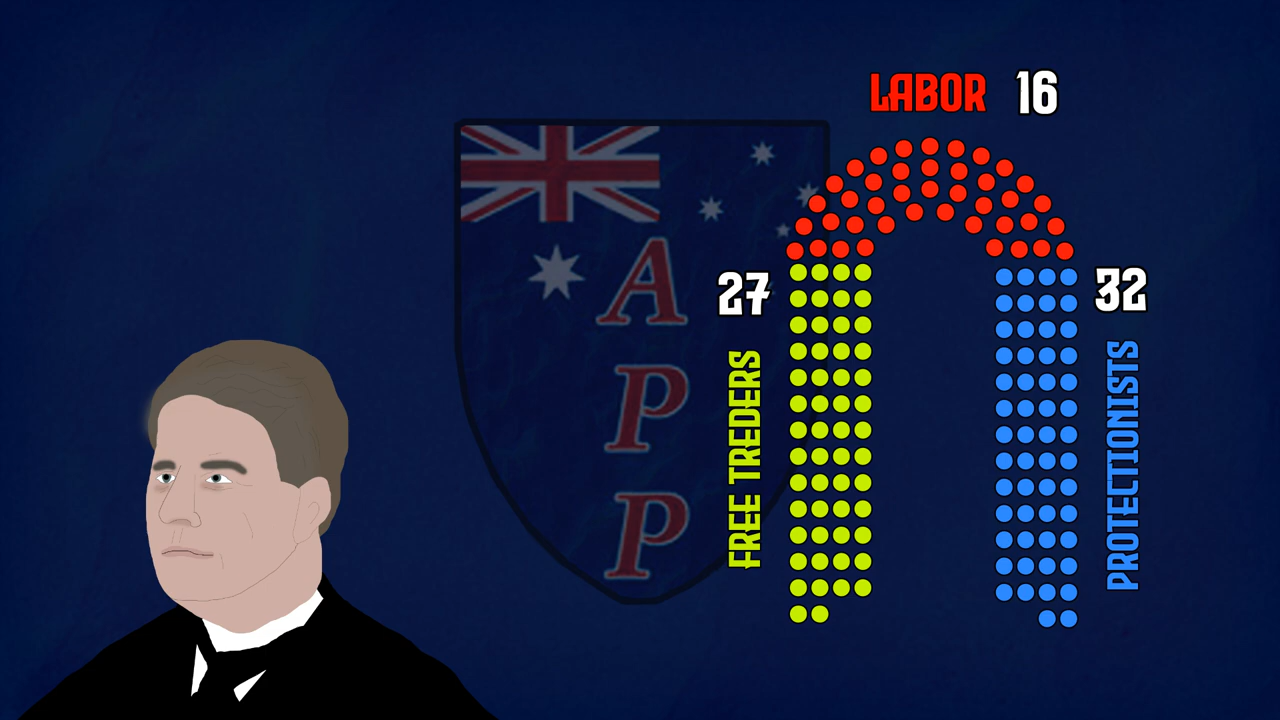 LABOR 16
27
32
FREE TREDERS
PROTECTIONISTS
A
P
P